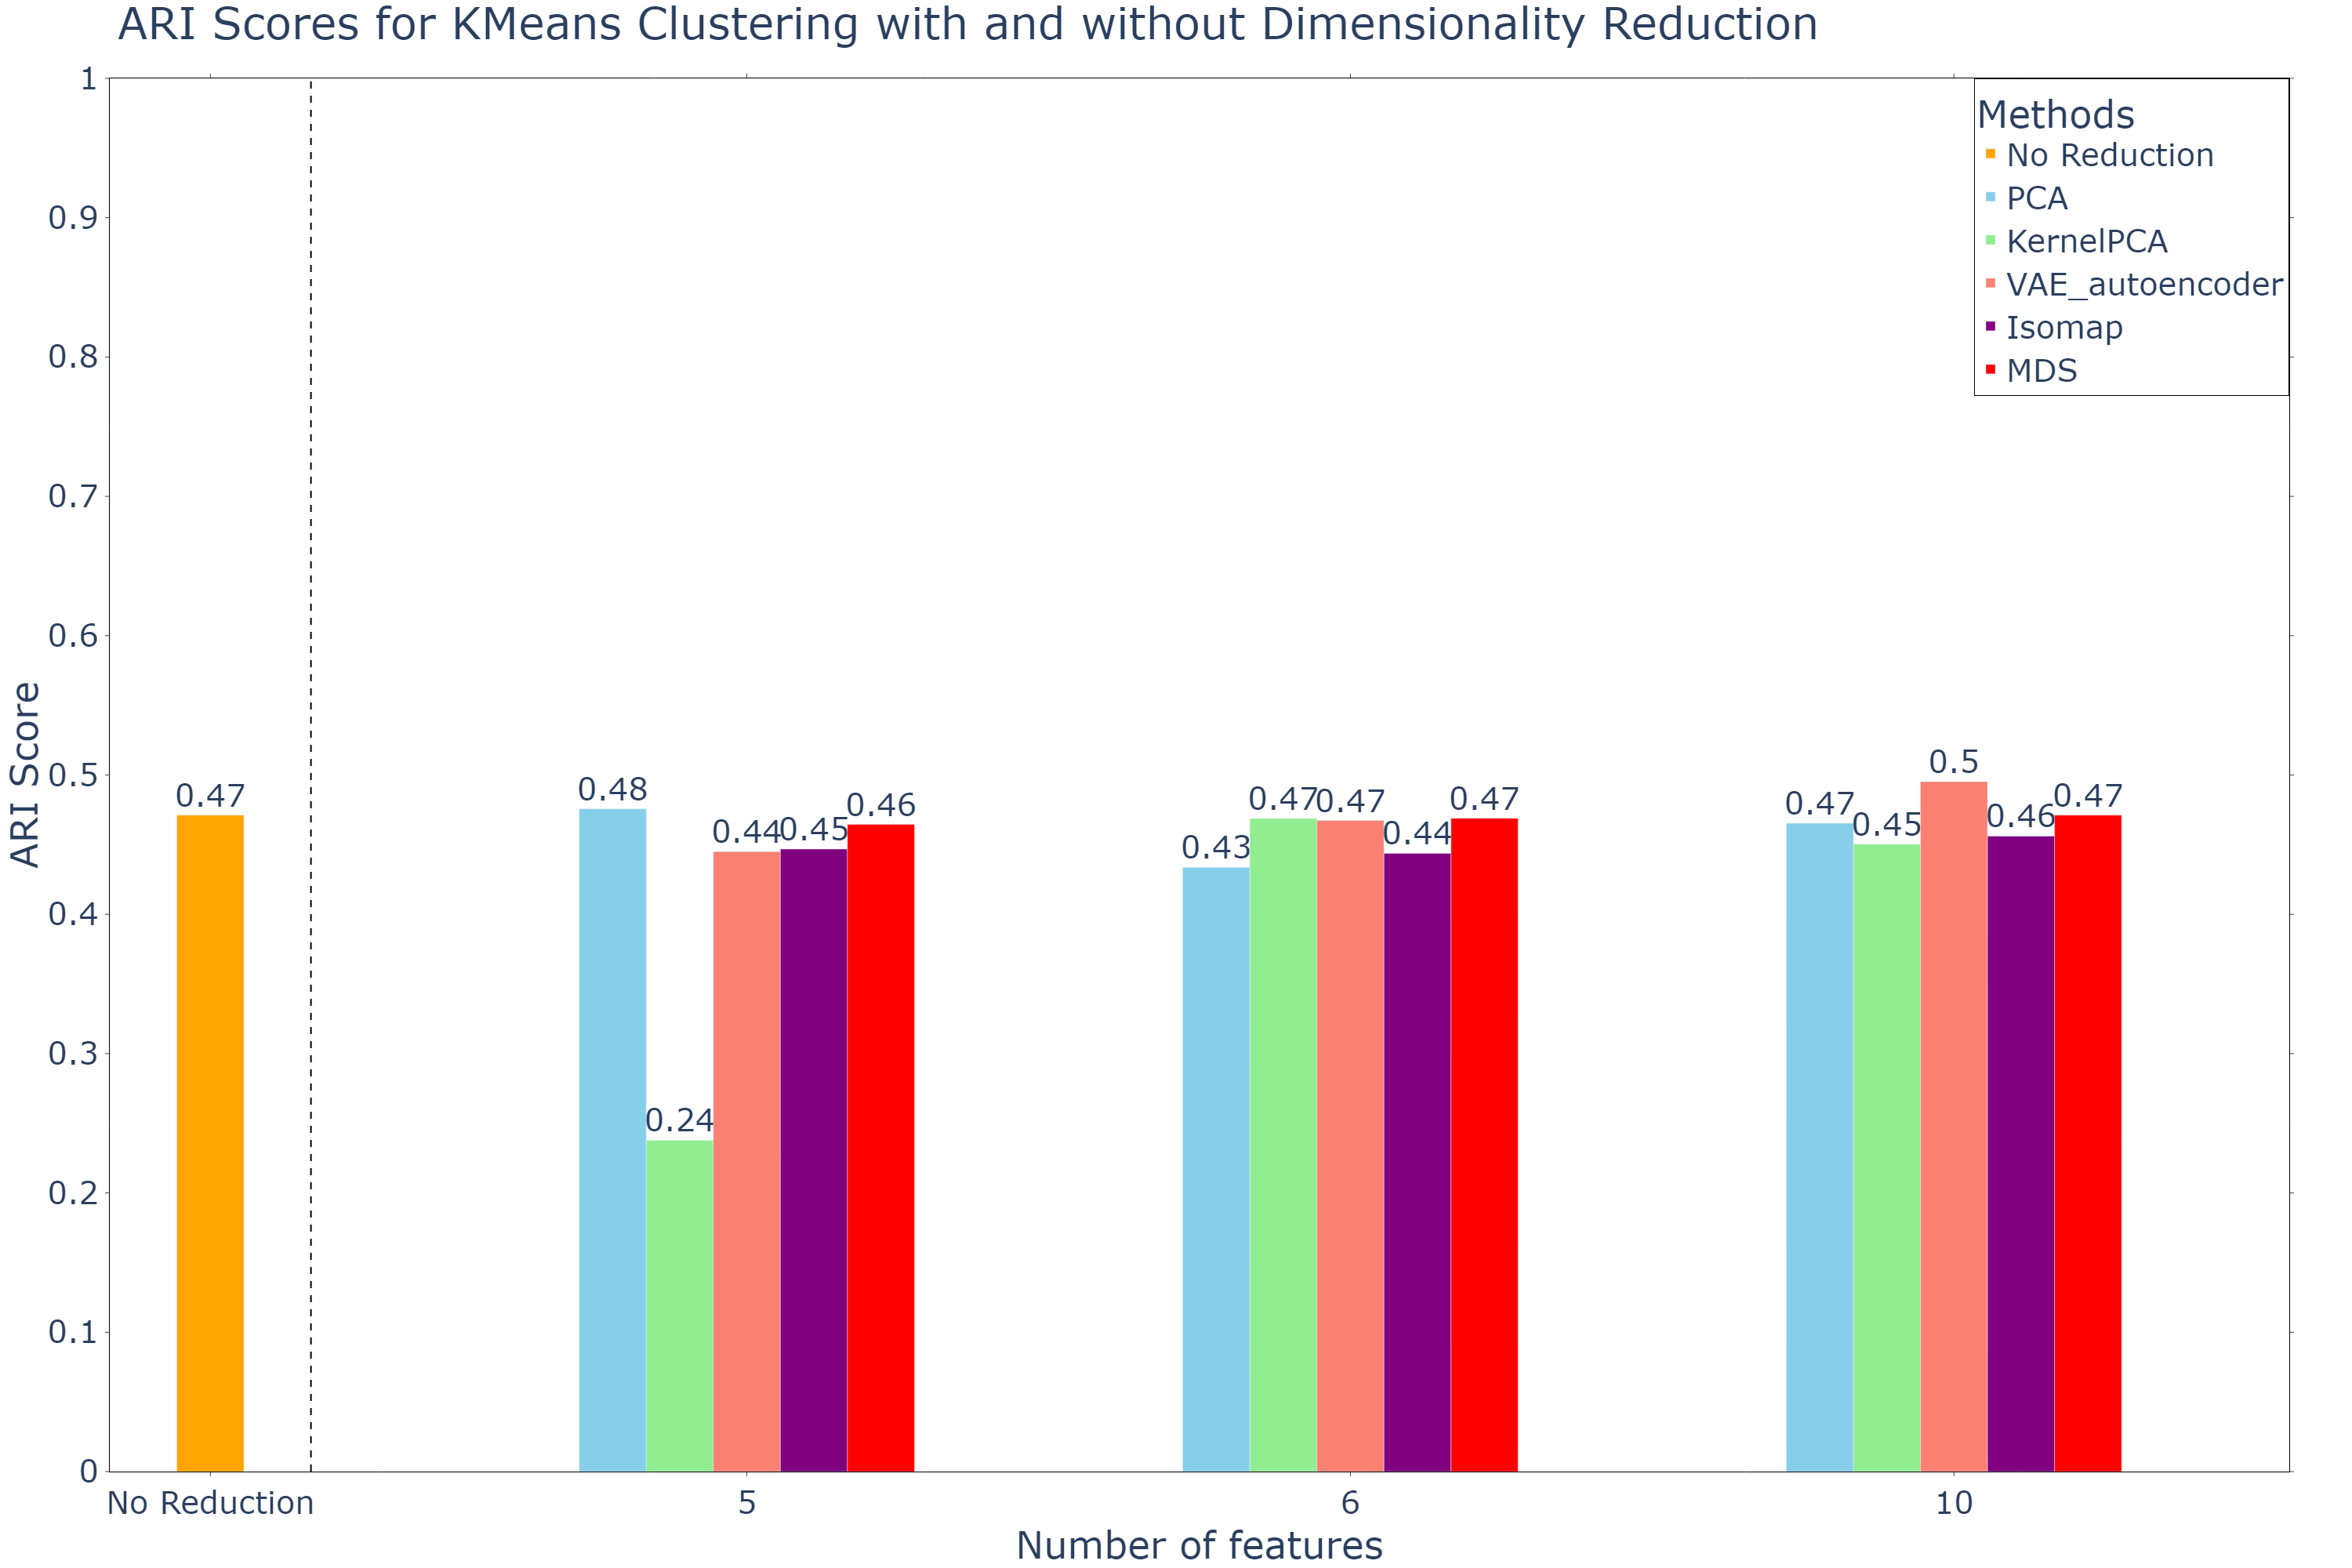 ARI Scores for KMeans Clustering with and without Dimensionality Reduction
1
0.9
0.8
0.7
0.6
0.5
0.4
0.3
0.2
0.1
0
ARI Score
Methods
No Reduction
PCA
KernelPCA
VAE_autoencoder
Isomap
MDS
0.47
0.48
0.24
0.44
0.45
0.46
0.43
0.47
0.47
0.44
0.47
0.47
0.45
0.5
0.46
0.47
No Reduction
5
6
10
Number of features